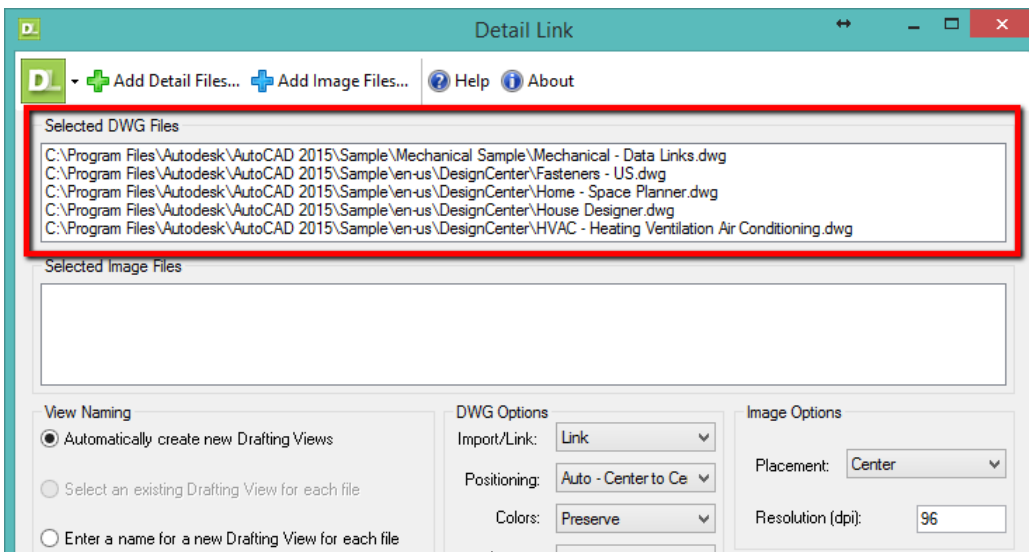 DL
Detail Link
DL Add Detail Files... Add Image Files... Help About
Selected DWG Files
C:\Program Files\Autodesk\AutoCAD 2015\Sample\Mechanical Sample\Mechanical - Data Links.dwg
C:\Program Files\Autodesk\AutoCAD 2015\Sample\en-us\DesignCenter\Fasteners - US.dwg
C:\Program Files\Autodesk\AutoCAD 2015\Sample\en-us\DesignCenter\Home - Space Planner.dwg
C:\Program Files\Autodesk\AutoCAD 2015\Sample\en-us\DesignCenter\House Designer.dwg
C:\Program Files\Autodesk\AutoCAD 2015\Sample\en-us\DesignCenter\HVAC - Heating Ventilation Air Conditioning.dwg
Selected Image Files
View Naming
Automatically create new Drafting Views
Select an existing Drafting View for each file
Enter a name for a new Drafting View for each file
DWG Options
Import/Link: Link
Positioning: Auto - Center to Ce
Colors: Preserve
Image Options
Placement: Center
Resolution (dpi): 96